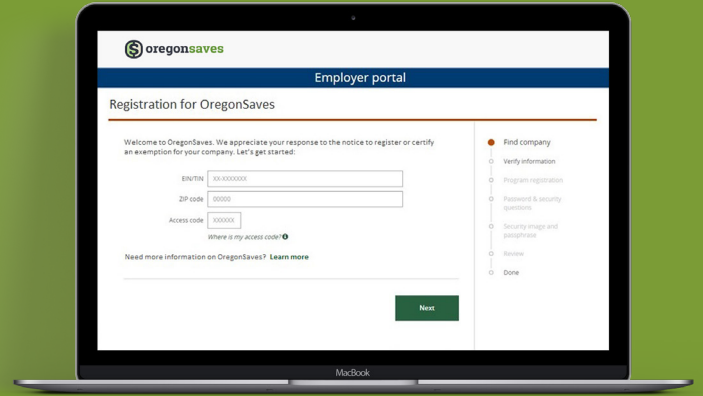 oregonsaves
Employer portal
Registration for OregonSaves
Welcome to OregonSaves. We appreciate your response to the notice to register or certify
an exemption for your company. Let's get started:
EIN/TIN XX-XXXXXXX
ZIP code 00000
Access code XXXXXX
Where is my access code?
Need more information on OregonSaves? Learn more
Next
Find company
Verify information
Program registration
Password & security
questions
Security image and
passphrase
Review
Done
MacBook